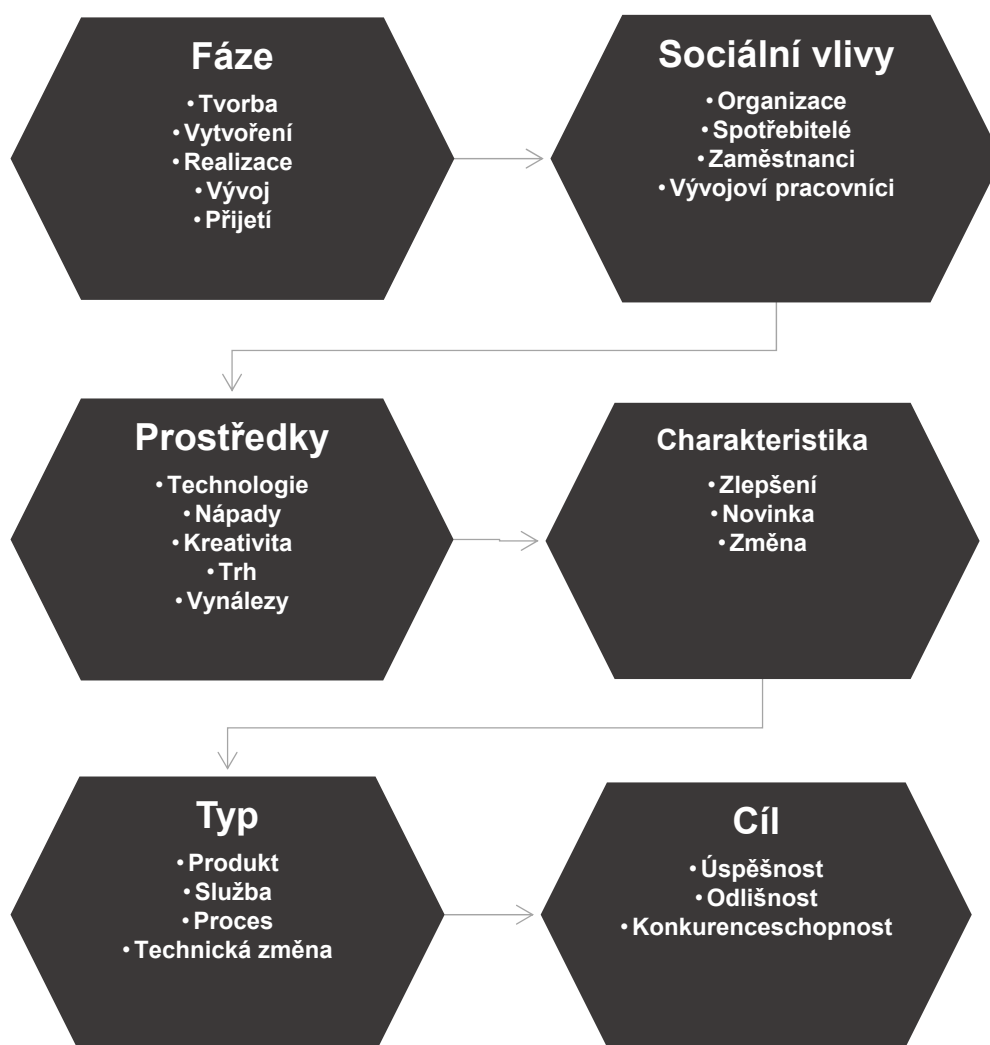 Fáze
• Tvorba
• Vytvoření
• Realizace
• Vývoj
• Přijetí
Sociální vlivy
• Organizace
• Spotřebitelé
• Zaměstnanci
• Vývojoví pracovníci
Prostředky
• Technologie
• Nápady
• Kreativita
• Trh
• Vynálezy
Charakteristika
• Zlepšení
• Novinka
• Změna
Typ
• Produkt
• Služba
• Proces
• Technická změna
Cíl
• Úspěšnost
• Odlišnost
• Konkurenceschopnost